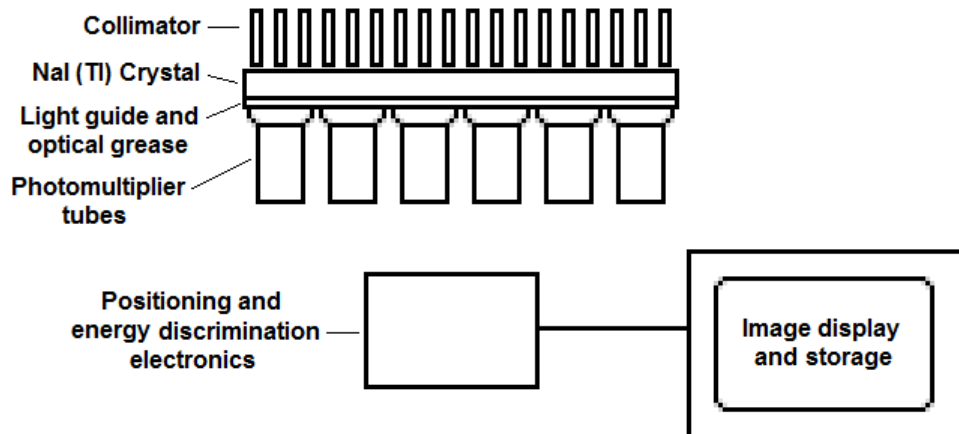 Collimator
NaI (Tl) Crystal
Light guide and
optical grease
Photomultiplier
tubes
Positioning and
energy discrimination
electronics
Image display
and storage